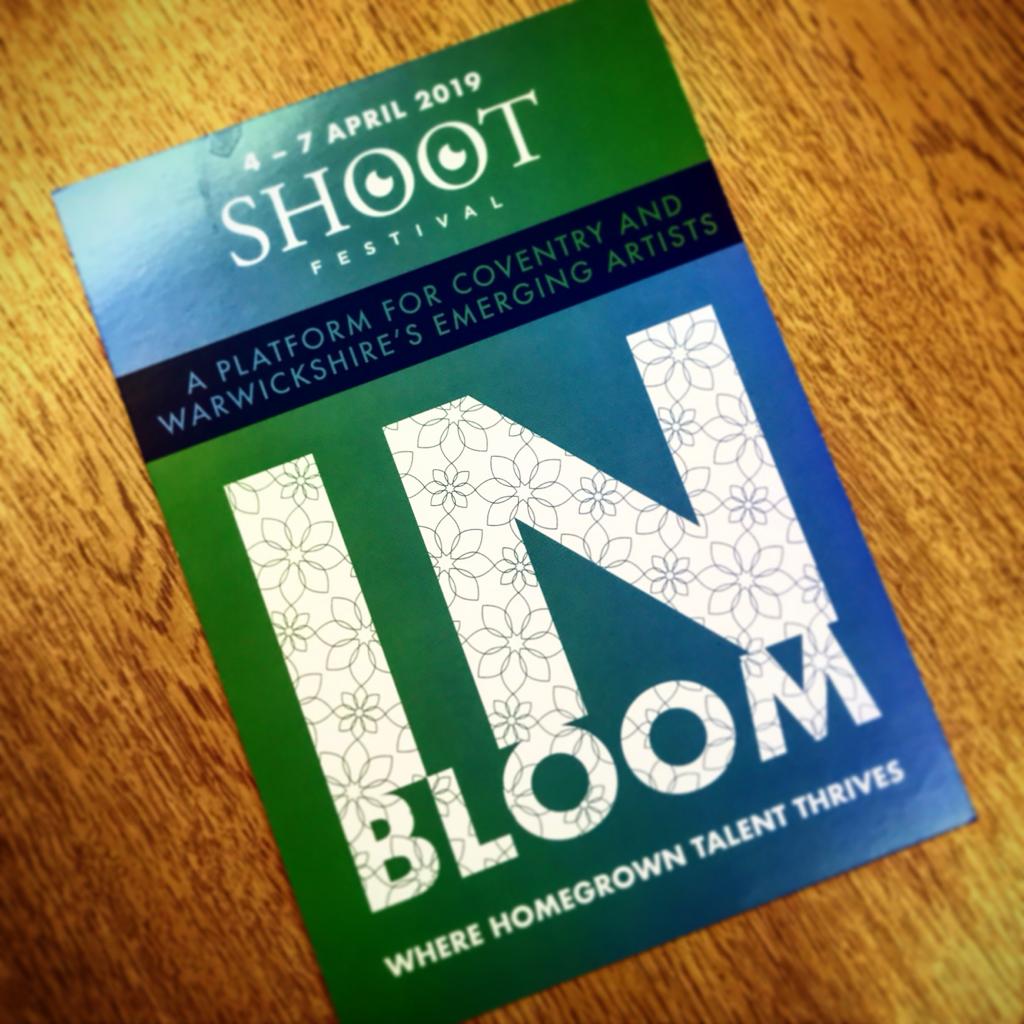 4 – 7 APRIL 2019
SHOOT
FESTIVAL
A PLATFORM FOR COVENTRY AND
WARWICKSHIRE'S EMERGING ARTISTS
IN
BLOOM
WHERE HOMEGROWN TALENT THRIVES